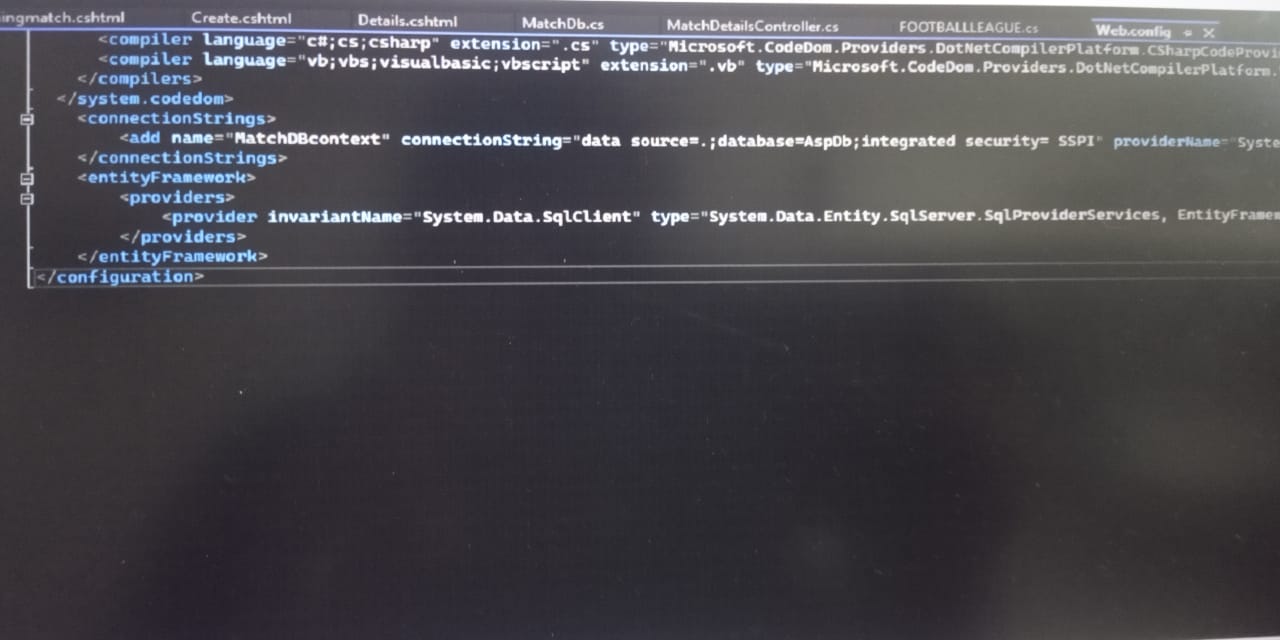 ingmatch.cshtml Create.cshtml Details.cshtml MatchDb.cs MatchDetailsController.cs FOOTBALLLEAGUE.cs Web.config
<compiler language="c#;cs;csharp" extension=".cs" type="Microsoft.CodeDom.Providers.DotNetCompilerPlatform.CSharpCodeProvi
<compiler language="vb;vbs;visualbasic;vbscript" extension=".vb" type="Microsoft.CodeDom.Providers.DotNetCompilerPlatform.
</compilers>
</system.codedom>
<connectionStrings>
<add name="MatchDBcontext" connectionString="data source=.;database=AspDb;integrated security= SSPI" providerName="Syste
</connectionStrings>
<entityFramework>
<providers>
<provider invariantName="System.Data.SqlClient" type="System.Data.Entity.SqlServer.SqlProviderServices, EntityFramew
</providers>
</entityFramework>
</configuration>